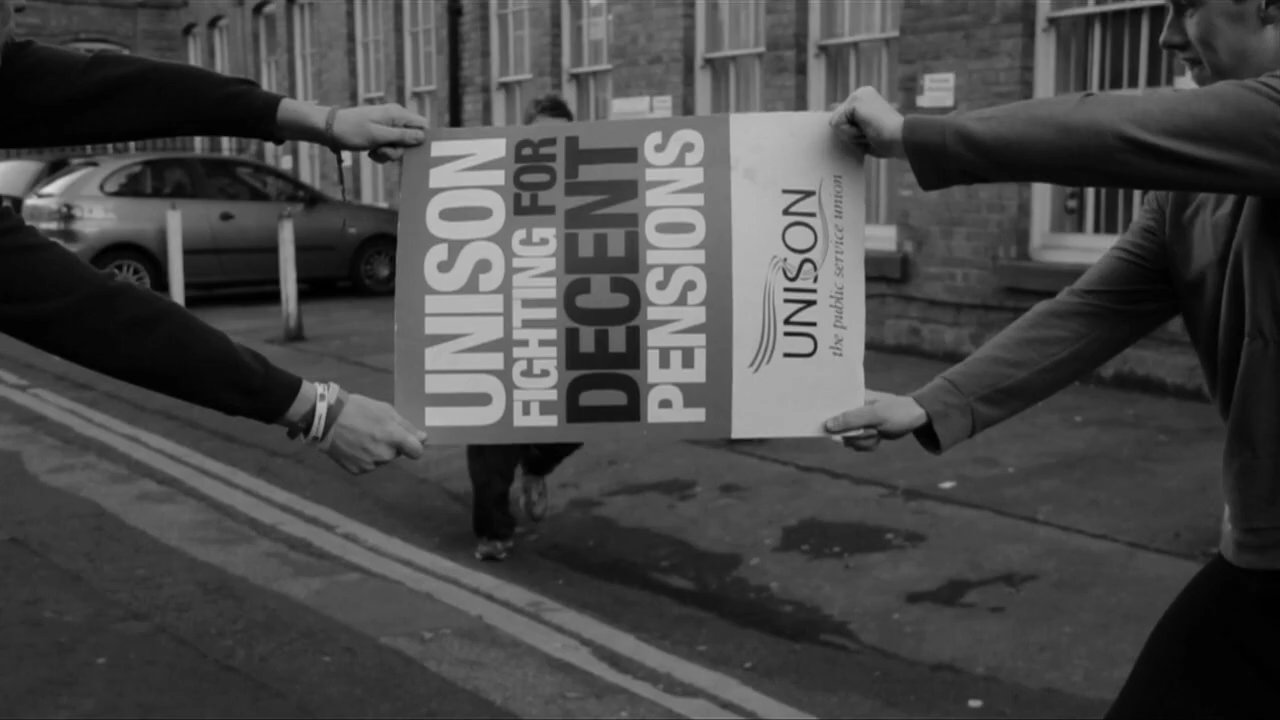 UNISON
FIGHTING FOR
DECENT
PENSIONS
UNISON
the public service union